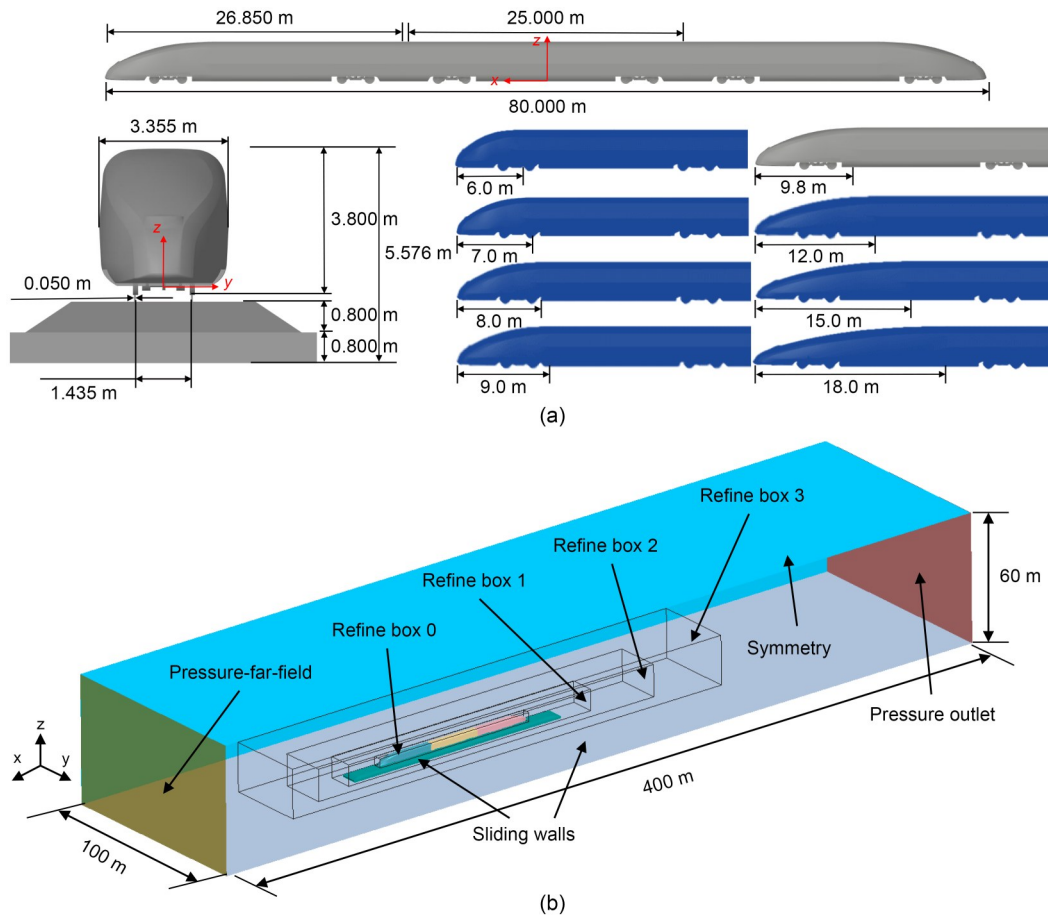 26.850 m
25.000 m
z
x
80.000 m
3.355 m
z
y
3.800 m
5.576 m
0.050 m
0.800 m
0.800 m
1.435 m
6.0 m
9.8 m
7.0 m
12.0 m
8.0 m
15.0 m
9.0 m
18.0 m
(a)
Refine box 3
Refine box 2
Refine box 1
Refine box 0
Pressure-far-field
60 m
Symmetry
Pressure outlet
z
x
y
400 m
Sliding walls
100 m
(b)